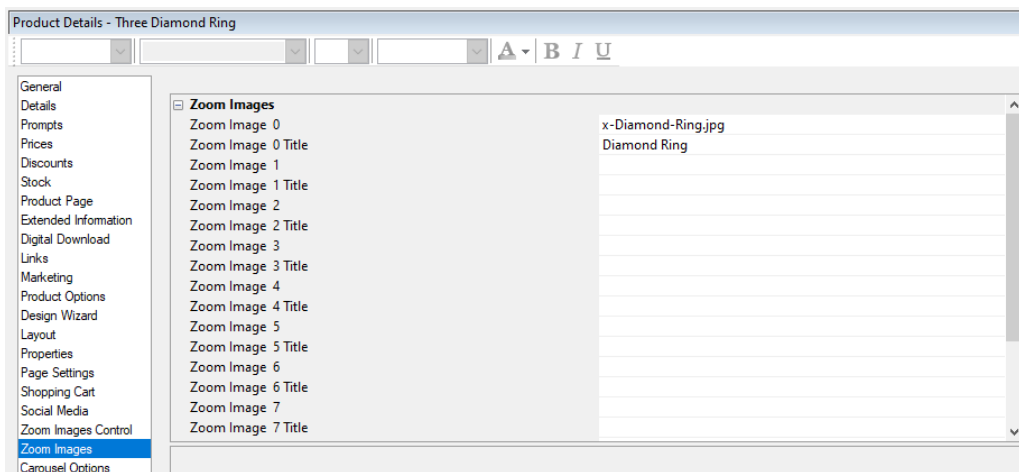 Product Details - Three Diamond Ring
A B I U
General
Details
Prompts
Prices
Discounts
Stock
Product Page
Extended Information
Digital Download
Links
Marketing
Product Options
Design Wizard
Layout
Properties
Page Settings
Shopping Cart
Social Media
Zoom Images Control
Zoom Images
Carousel Options
Zoom Images
Zoom Image 0 x-Diamond-Ring.jpg
Zoom Image 0 Title Diamond Ring
Zoom Image 1
Zoom Image 1 Title
Zoom Image 2
Zoom Image 2 Title
Zoom Image 3
Zoom Image 3 Title
Zoom Image 4
Zoom Image 4 Title
Zoom Image 5
Zoom Image 5 Title
Zoom Image 6
Zoom Image 6 Title
Zoom Image 7
Zoom Image 7 Title